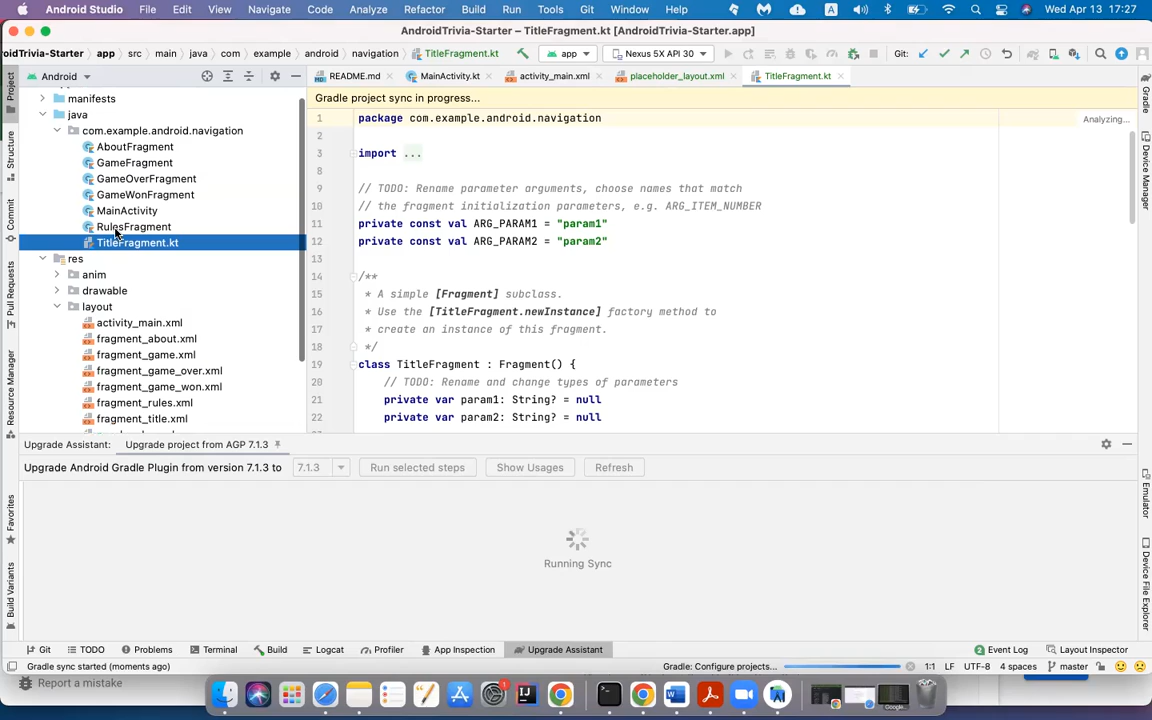 Android Studio File Edit View Navigate Code Analyze Refactor Build Run Tools Git Window Help A Wed Apr 13 17:27
AndroidTrivia-Starter – TitleFragment.kt [AndroidTrivia-Starter.app]
droidTrivia-Starter app src main java com example android navigation TitleFragment.kt app Nexus 5X API 30 Git:
Android README.md MainActivity.kt activity_main.xml placeholder_layout.xml TitleFragment.kt
Project
Structure
Commit
Pull Requests
Resource Manager
Favorites
Build Variants
manifests
java
com.example.android.navigation
AboutFragment
GameFragment
GameOverFragment
GameWonFragment
MainActivity
RulesFragment
TitleFragment.kt
res
anim
drawable
layout
activity_main.xml
fragment_about.xml
fragment_game.xml
fragment_game_over.xml
fragment_game_won.xml
fragment_rules.xml
fragment_title.xml
Gradle project sync in progress...
1 package com.example.android.navigation
Analyzing...
2
3 import ...
8
9 // TODO: Rename parameter arguments, choose names that match
10 // the fragment initialization parameters, e.g. ARG_ITEM_NUMBER
11 private const val ARG_PARAM1 = "param1"
12 private const val ARG_PARAM2 = "param2"
13
14 /**
15 * A simple [Fragment] subclass.
16 * Use the [TitleFragment.newInstance] factory method to
17 * create an instance of this fragment.
18 */
19 class TitleFragment : Fragment() {
20 // TODO: Rename and change types of parameters
21 private var param1: String? = null
22 private var param2: String? = null
Gradle
Device Manager
Emulator
Device File Explorer
Upgrade Assistant: Upgrade project from AGP 7.1.3
Upgrade Android Gradle Plugin from version 7.1.3 to 7.1.3 Run selected steps Show Usages Refresh
Running Sync
Git TODO Problems Terminal Build Logcat Profiler App Inspection Upgrade Assistant Event Log Layout Inspector
Gradle sync started (moments ago) Gradle: Configure projects... 1:1 LF UTF-8 4 spaces master
Report a mistake